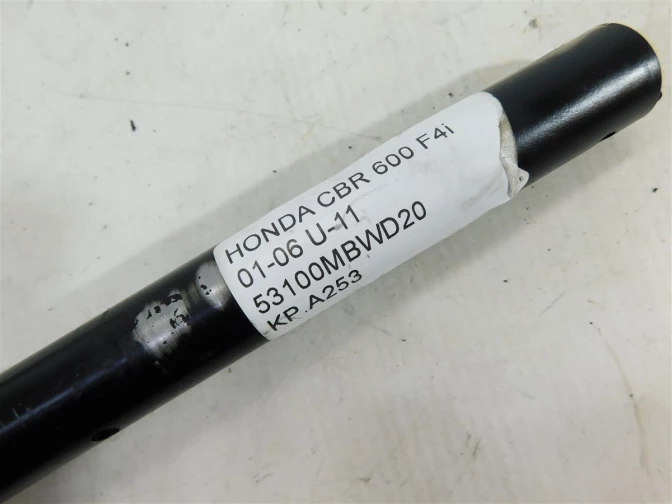 HONDA CBR 600 F4i
01-06 U-11
53100MBWD20
KP.A253